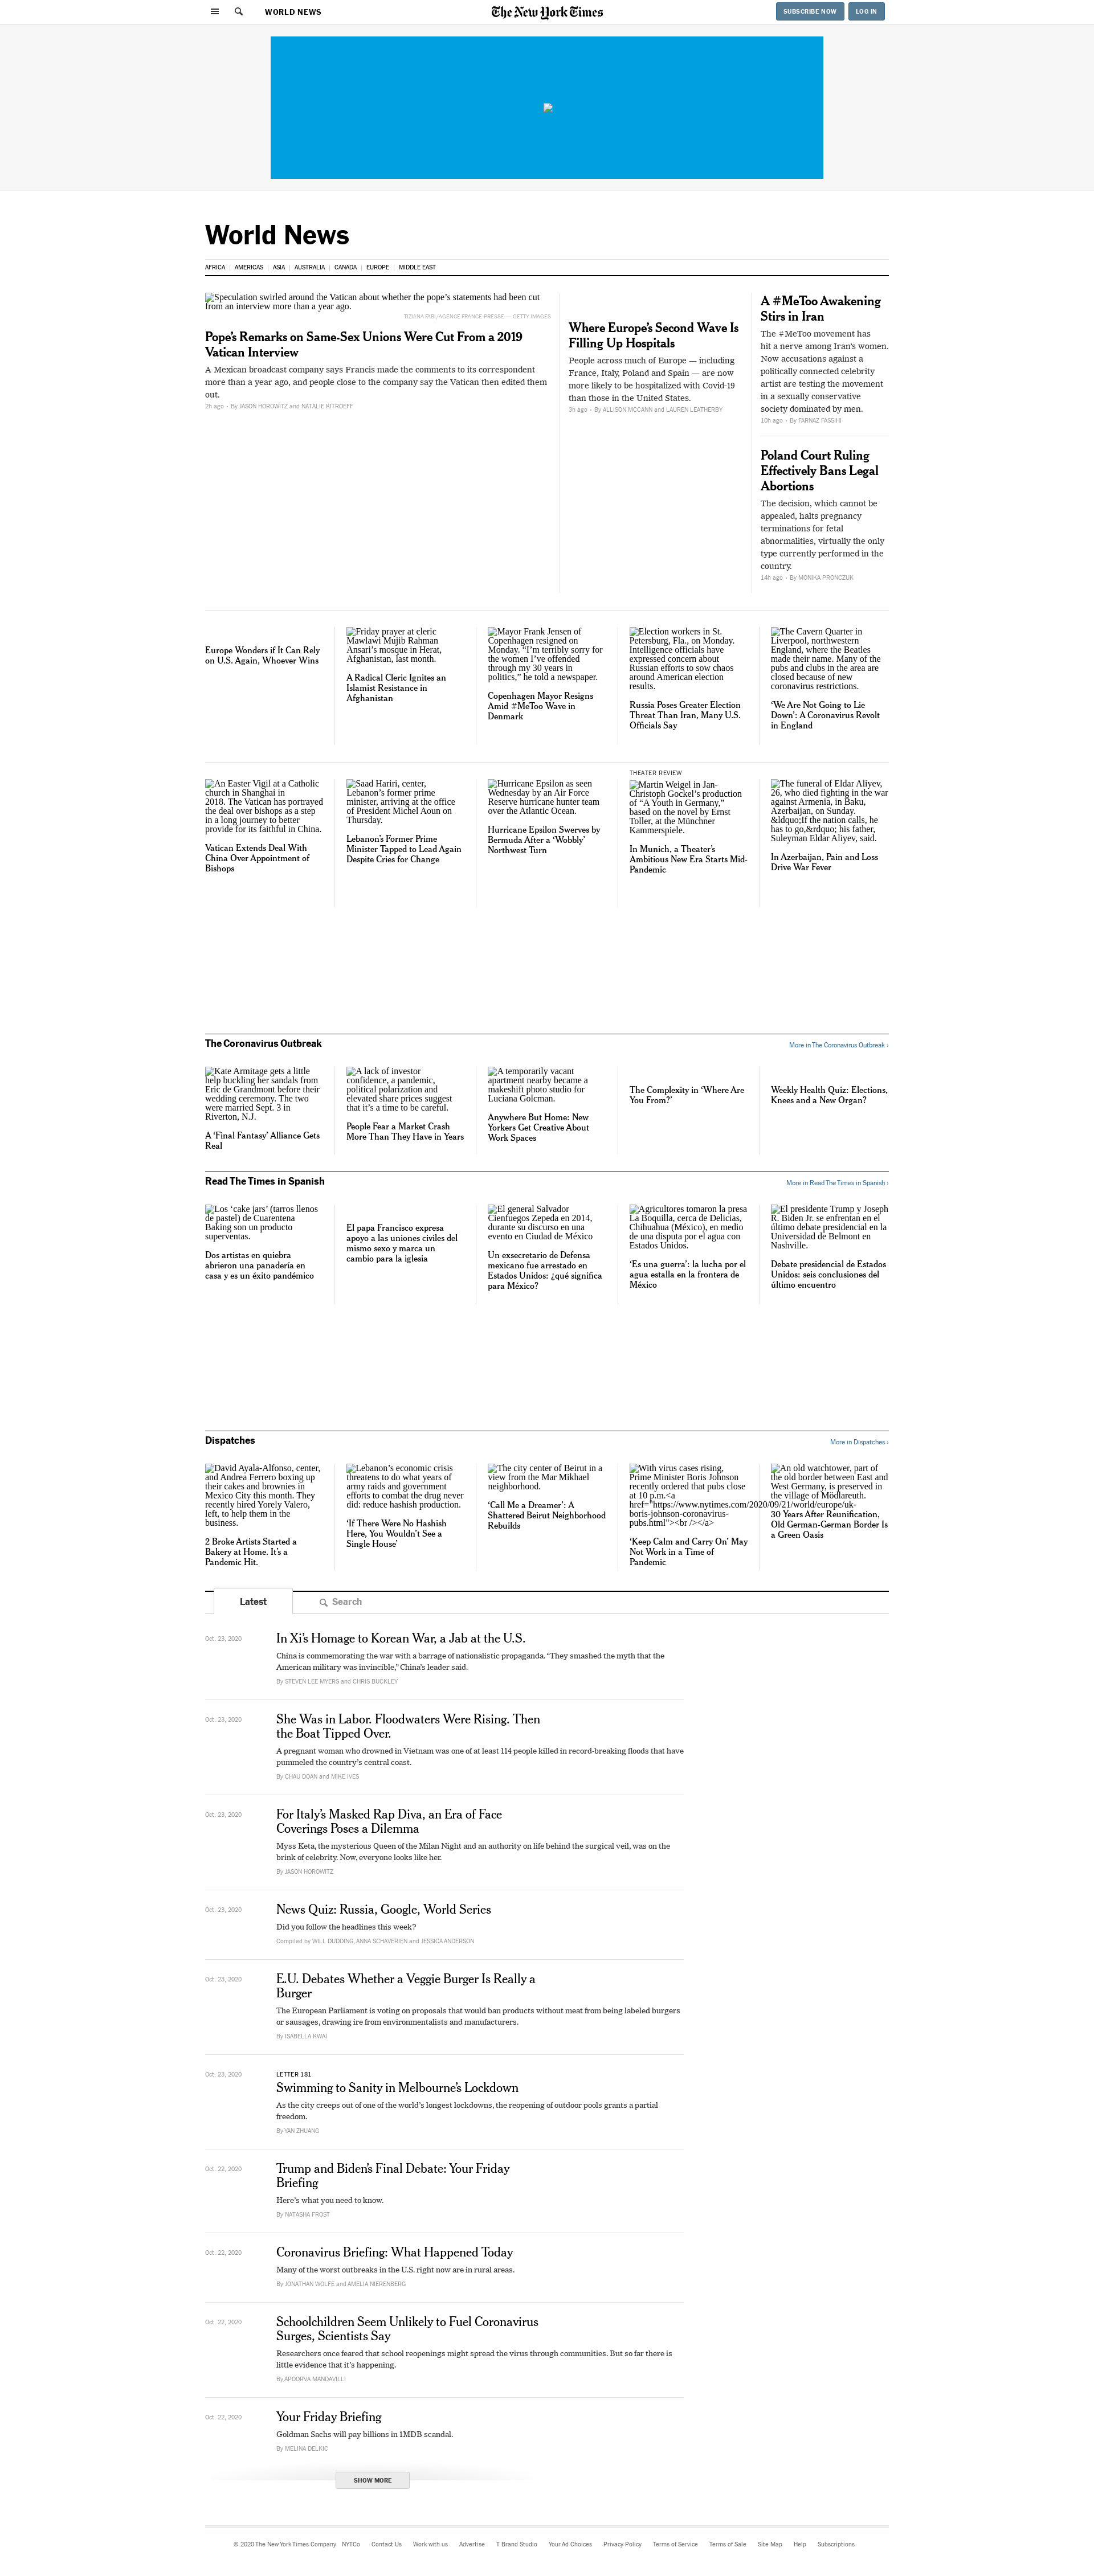 WORLD NEWS
The New York Times
SUBSCRIBE NOW
LOG IN
World News
AFRICA
AMERICAS
ASIA
AUSTRALIA
CANADA
EUROPE
MIDDLE EAST
Speculation swirled around the Vatican about whether the pope's statements had been cut
from an interview more than a year ago.
TIZIANA FABI/AGENCE FRANCE-PRESSE — GETTY IMAGES
Pope's Remarks on Same-Sex Unions Were Cut From a 2019
Vatican Interview
A Mexican broadcast company says Francis made the comments to its correspondent
more than a year ago, and people close to the company say the Vatican then edited them
out.
2h ago - By JASON HOROWITZ and NATALIE KITROEFF
Where Europe's Second Wave Is
Filling Up Hospitals
People across much of Europe — including
France, Italy, Poland and Spain — are now
more likely to be hospitalized with Covid-19
than those in the United States.
3h ago - By ALLISON MCCANN and LAUREN LEATHERBY
A #MeToo Awakening
Stirs in Iran
The #MeToo movement has
hit a nerve among Iran's women.
Now accusations against a
politically connected celebrity
artist are testing the movement
in a sexually conservative
society dominated by men.
10h ago - By FARNAZ FASSIHI
Poland Court Ruling
Effectively Bans Legal
Abortions
The decision, which cannot be
appealed, halts pregnancy
terminations for fetal
abnormalities, virtually the only
type currently performed in the
country.
14h ago - By MONIKA PRONCZUK
Europe Wonders if It Can Rely
on U.S. Again, Whoever Wins
Friday prayer at cleric
Mawlawi Mujib Rahman
Ansari's mosque in Herat,
Afghanistan, last month.
A Radical Cleric Ignites an
Islamist Resistance in
Afghanistan
Mayor Frank Jensen of
Copenhagen resigned on
Monday. “I'm terribly sorry for
the women I've offended
through my 30 years in
politics,” he told a newspaper.
Copenhagen Mayor Resigns
Amid #MeToo Wave in
Denmark
Election workers in St.
Petersburg, Fla., on Monday.
Intelligence officials have
expressed concern about
Russian efforts to sow chaos
around American election
results.
Russia Poses Greater Election
Threat Than Iran, Many U.S.
Officials Say
The Cavern Quarter in
Liverpool, northwestern
England, where the Beatles
made their name. Many of the
pubs and clubs in the area are
closed because of new
coronavirus restrictions.
‘We Are Not Going to Lie
Down’: A Coronavirus Revolt
in England
An Easter Vigil at a Catholic
church in Shanghai in
2018. The Vatican has portrayed
the deal over bishops as a step
in a long journey to better
provide for its faithful in China.
Vatican Extends Deal With
China Over Appointment of
Bishops
Saad Hariri, center,
Lebanon's former prime
minister, arriving at the office
of President Michel Aoun on
Thursday.
Lebanon's Former Prime
Minister Tapped to Lead Again
Despite Cries for Change
Hurricane Epsilon as seen
Wednesday by an Air Force
Reserve hurricane hunter team
over the Atlantic Ocean.
Hurricane Epsilon Swerves by
Bermuda After a ‘Wobbly’
Northwest Turn
THEATER REVIEW
Martin Weigel in Jan-
Christoph Gockel's production
of “A Youth in Germany,”
based on the novel by Ernst
Toller, at the Münchner
Kammerspiele.
In Munich, a Theater's
Ambitious New Era Starts Mid-
Pandemic
The funeral of Eldar Aliyev,
26, who died fighting in the war
against Armenia, in Baku,
Azerbaijan, on Sunday.
&ldquo;If the nation calls, he
has to go,&rdquo; his father,
Suleyman Eldar Aliyev, said.
In Azerbaijan, Pain and Loss
Drive War Fever
The Coronavirus Outbreak
More in The Coronavirus Outbreak ›
Kate Armitage gets a little
help buckling her sandals from
Eric de Grandmont before their
wedding ceremony. The two
were married Sept. 3 in
Riverton, N.J.
A ‘Final Fantasy’ Alliance Gets
Real
A lack of investor
confidence, a pandemic,
political polarization and
elevated share prices suggest
that it's a time to be careful.
People Fear a Market Crash
More Than They Have in Years
A temporarily vacant
apartment nearby became a
makeshift photo studio for
Luciana Golcman.
Anywhere But Home: New
Yorkers Get Creative About
Work Spaces
The Complexity in ‘Where Are
You From?’
Weekly Health Quiz: Elections,
Knees and a New Organ?
Read The Times in Spanish
More in Read The Times in Spanish ›
Los ‘cake jars’ (tarros llenos
de pastel) de Cuarentena
Baking son un producto
superventas.
Dos artistas en quiebra
abrieron una panadería en
casa y es un éxito pandémico
El papa Francisco expresa
apoyo a las uniones civiles del
mismo sexo y marca un
cambio para la iglesia
El general Salvador
Cienfuegos Zepeda en 2014,
durante su discurso en una
evento en Ciudad de México
Un exsecretario de Defensa
mexicano fue arrestado en
Estados Unidos: ¿qué significa
para México?
Agricultores tomaron la presa
La Boquilla, cerca de Delicias,
Chihuahua (México), en medio
de una disputa por el agua con
Estados Unidos.
‘Es una guerra’: la lucha por el
agua estalla en la frontera de
México
El presidente Trump y Joseph
R. Biden Jr. se enfrentan en el
último debate presidencial en la
Universidad de Belmont en
Nashville.
Debate presidencial de Estados
Unidos: seis conclusiones del
último encuentro
Dispatches
More in Dispatches ›
David Ayala-Alfonso, center,
and Andrea Ferrero boxing up
their cakes and brownies in
Mexico City this month. They
recently hired Yorely Valero,
left, to help them in the
business.
2 Broke Artists Started a
Bakery at Home. It's a
Pandemic Hit.
Lebanon's economic crisis
threatens to do what years of
army raids and government
efforts to combat the drug never
did: reduce hashish production.
‘If There Were No Hashish
Here, You Wouldn't See a
Single House’
The city center of Beirut in a
view from the Mar Mikhael
neighborhood.
‘Call Me a Dreamer’: A
Shattered Beirut Neighborhood
Rebuilds
With virus cases rising,
Prime Minister Boris Johnson
recently ordered that pubs close
at 10 p.m.<a
href="https://www.nytimes.com/2020/09/21/world/europe/uk-
boris-johnson-coronavirus-
pubs.html"><br /></a>
‘Keep Calm and Carry On’ May
Not Work in a Time of
Pandemic
An old watchtower, part of
the old border between East and
West Germany, is preserved in
the village of Mödlareuth.
30 Years After Reunification,
Old German-German Border Is
a Green Oasis
Latest
Search
Oct. 23, 2020
In Xi's Homage to Korean War, a Jab at the U.S.
China is commemorating the war with a barrage of nationalistic propaganda. “They smashed the myth that the
American military was invincible,” China's leader said.
By STEVEN LEE MYERS and CHRIS BUCKLEY
Oct. 23, 2020
She Was in Labor. Floodwaters Were Rising. Then
the Boat Tipped Over.
A pregnant woman who drowned in Vietnam was one of at least 114 people killed in record-breaking floods that have
pummeled the country's central coast.
By CHAU DOAN and MIKE IVES
Oct. 23, 2020
For Italy's Masked Rap Diva, an Era of Face
Coverings Poses a Dilemma
Myss Keta, the mysterious Queen of the Milan Night and an authority on life behind the surgical veil, was on the
brink of celebrity. Now, everyone looks like her.
By JASON HOROWITZ
Oct. 23, 2020
News Quiz: Russia, Google, World Series
Did you follow the headlines this week?
Compiled by WILL DUDDING, ANNA SCHAVERIEN and JESSICA ANDERSON
Oct. 23, 2020
E.U. Debates Whether a Veggie Burger Is Really a
Burger
The European Parliament is voting on proposals that would ban products without meat from being labeled burgers
or sausages, drawing ire from environmentalists and manufacturers.
By ISABELLA KWAI
Oct. 23, 2020
LETTER 181
Swimming to Sanity in Melbourne's Lockdown
As the city creeps out of one of the world's longest lockdowns, the reopening of outdoor pools grants a partial
freedom.
By YAN ZHUANG
Oct. 22, 2020
Trump and Biden's Final Debate: Your Friday
Briefing
Here's what you need to know.
By NATASHA FROST
Oct. 22, 2020
Coronavirus Briefing: What Happened Today
Many of the worst outbreaks in the U.S. right now are in rural areas.
By JONATHAN WOLFE and AMELIA NIERENBERG
Oct. 22, 2020
Schoolchildren Seem Unlikely to Fuel Coronavirus
Surges, Scientists Say
Researchers once feared that school reopenings might spread the virus through communities. But so far there is
little evidence that it's happening.
By APOORVA MANDAVILLI
Oct. 22, 2020
Your Friday Briefing
Goldman Sachs will pay billions in 1MDB scandal.
By MELINA DELKIC
SHOW MORE
© 2020 The New York Times Company NYTCo Contact Us Work with us Advertise T Brand Studio Your Ad Choices Privacy Policy Terms of Service Terms of Sale Site Map Help Subscriptions